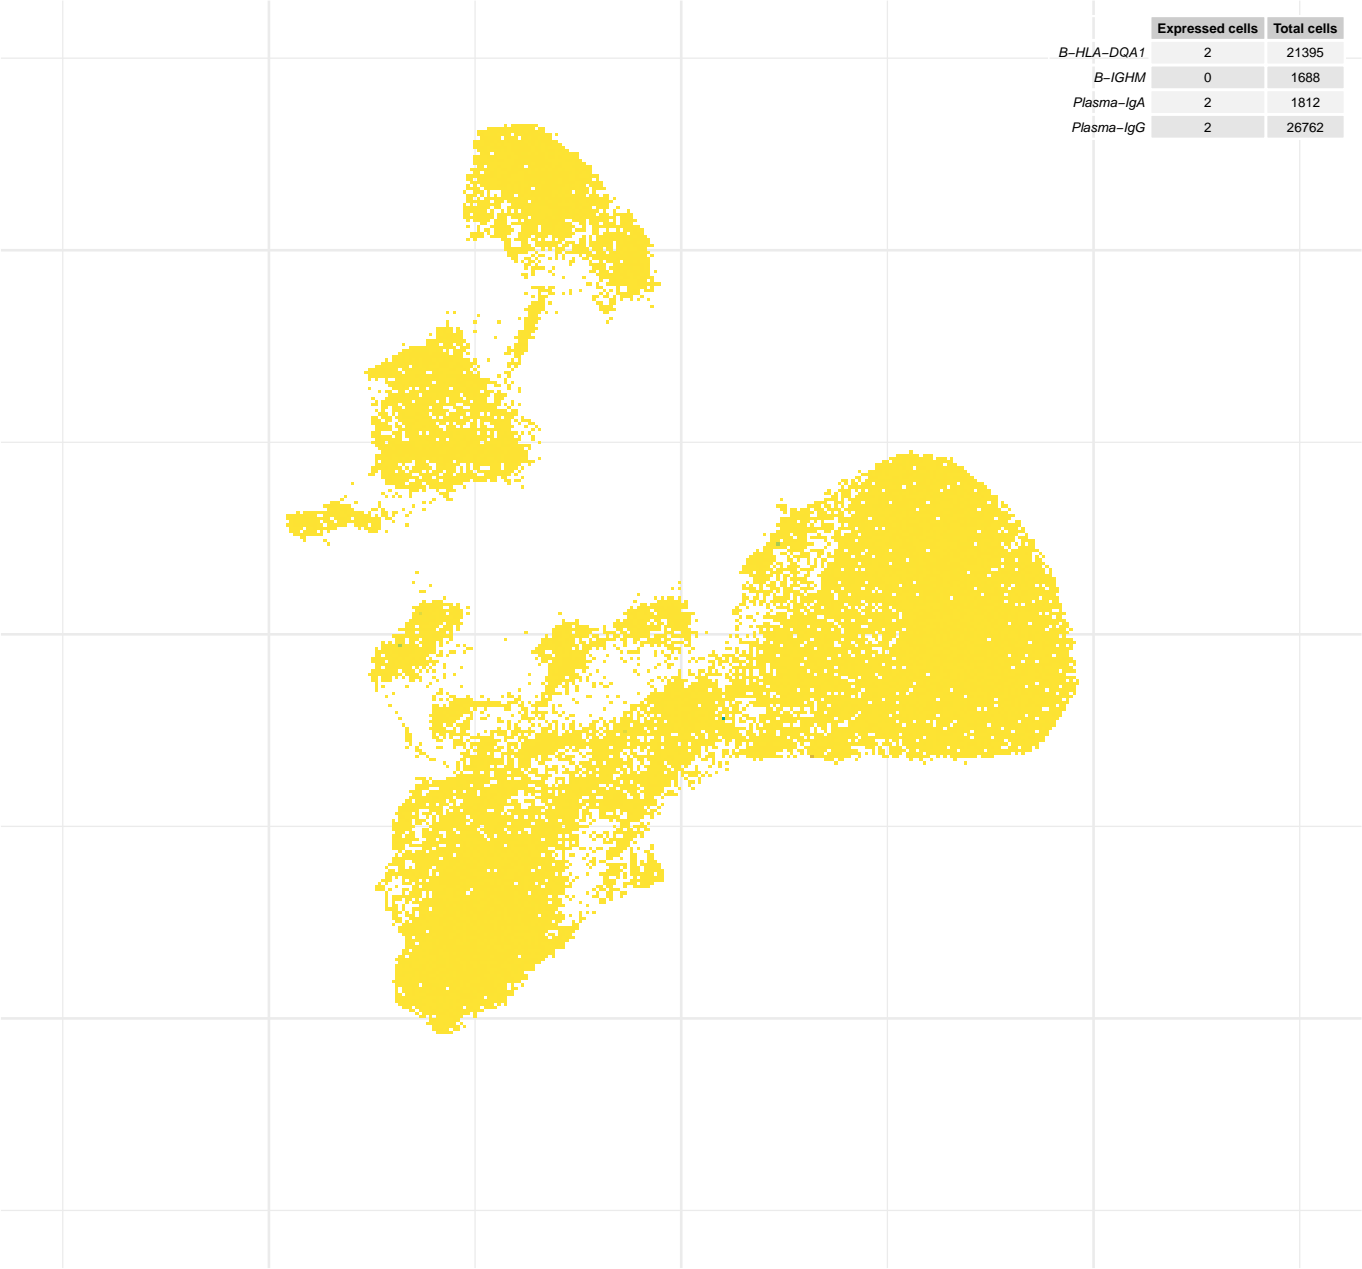 Expressed cells Total cells
B−HLA−DQA1 2 21395
B−IGHM 0 1688
Plasma−IgA 2 1812
Plasma−IgG 2 26762